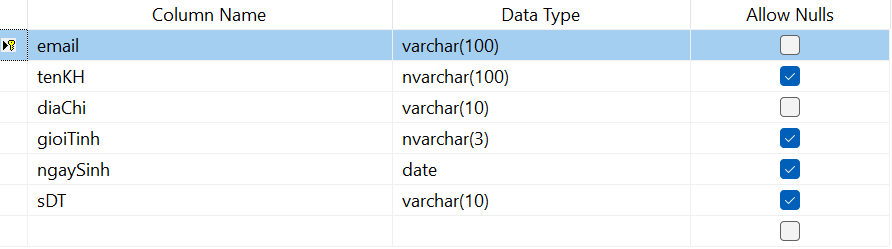 Column Name Data Type Allow Nulls
email varchar(100)
tenKH nvarchar(100)
diaChi varchar(10)
gioiTinh nvarchar(3)
ngaySinh date
sDT varchar(10)